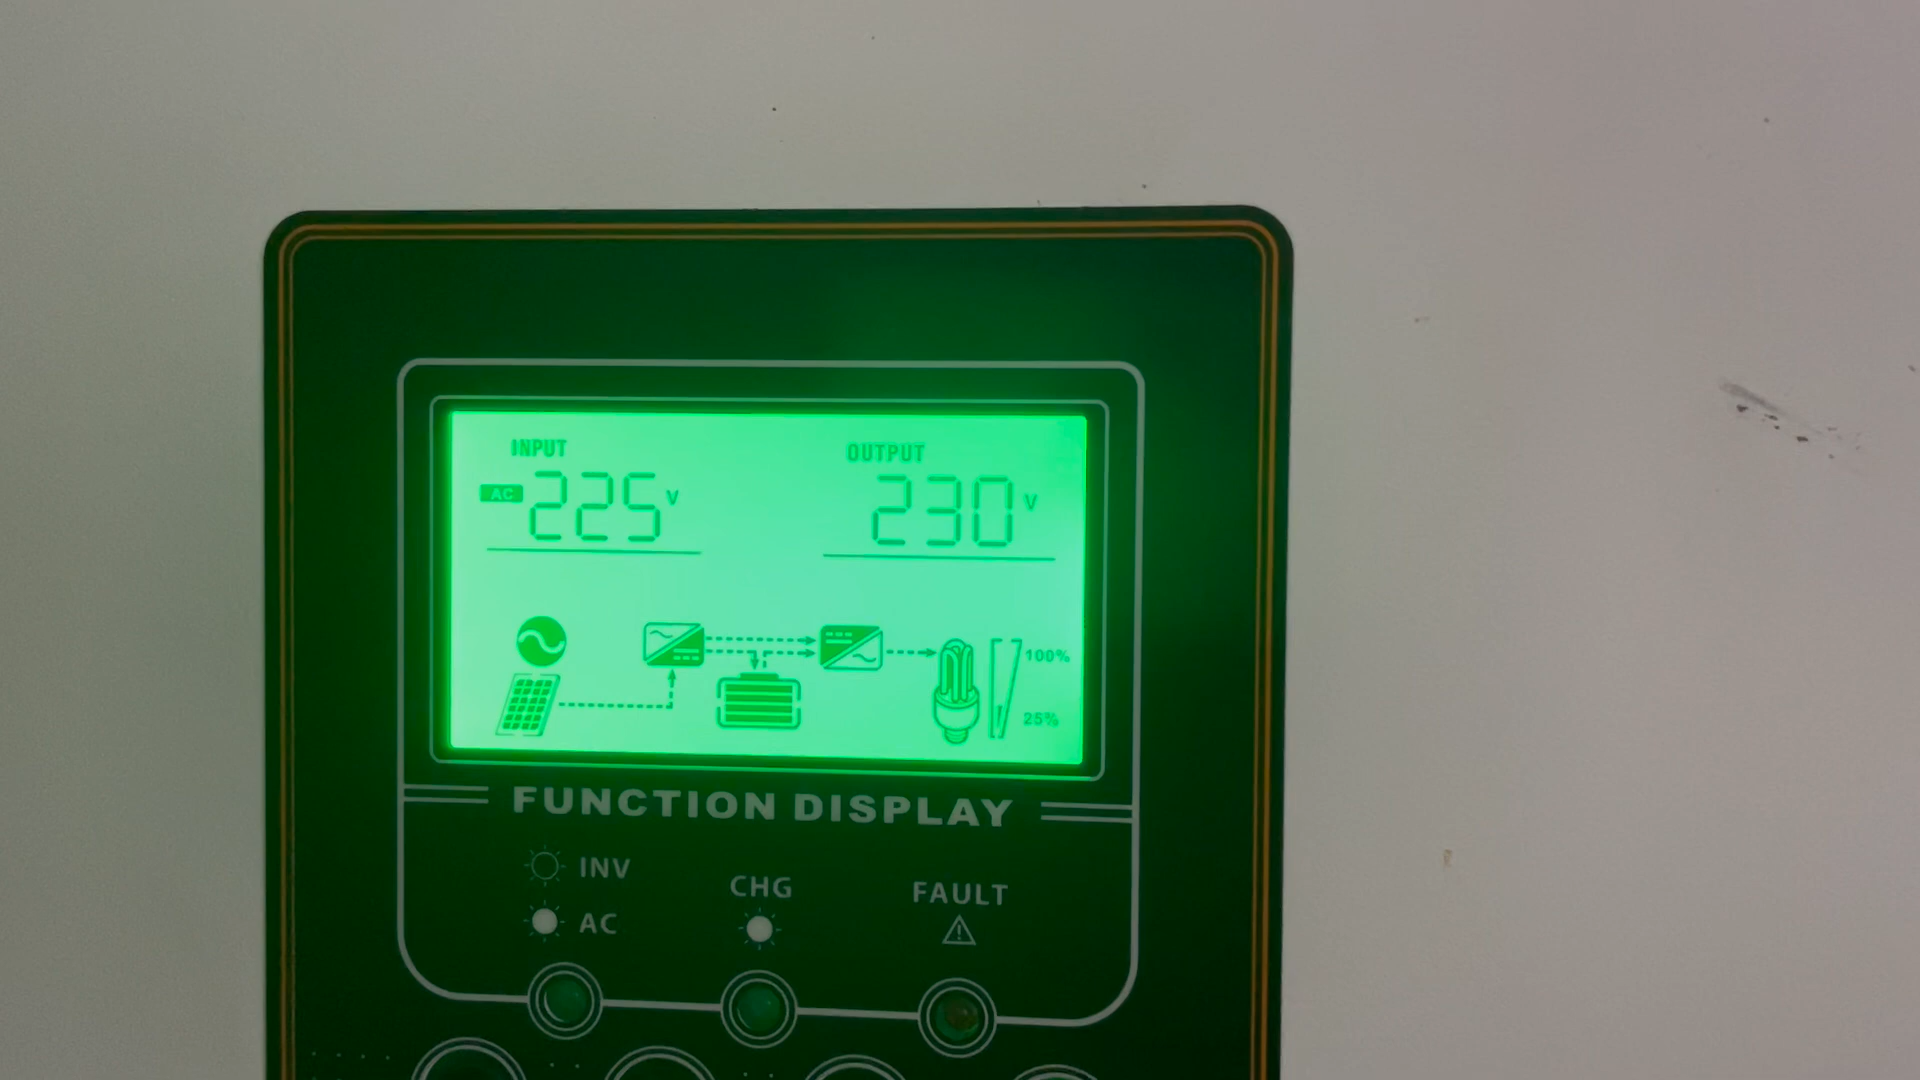 INPUT
AC 225 V
OUTPUT
230 V
100%
25%
FUNCTION DISPLAY
INV
AC
CHG
FAULT